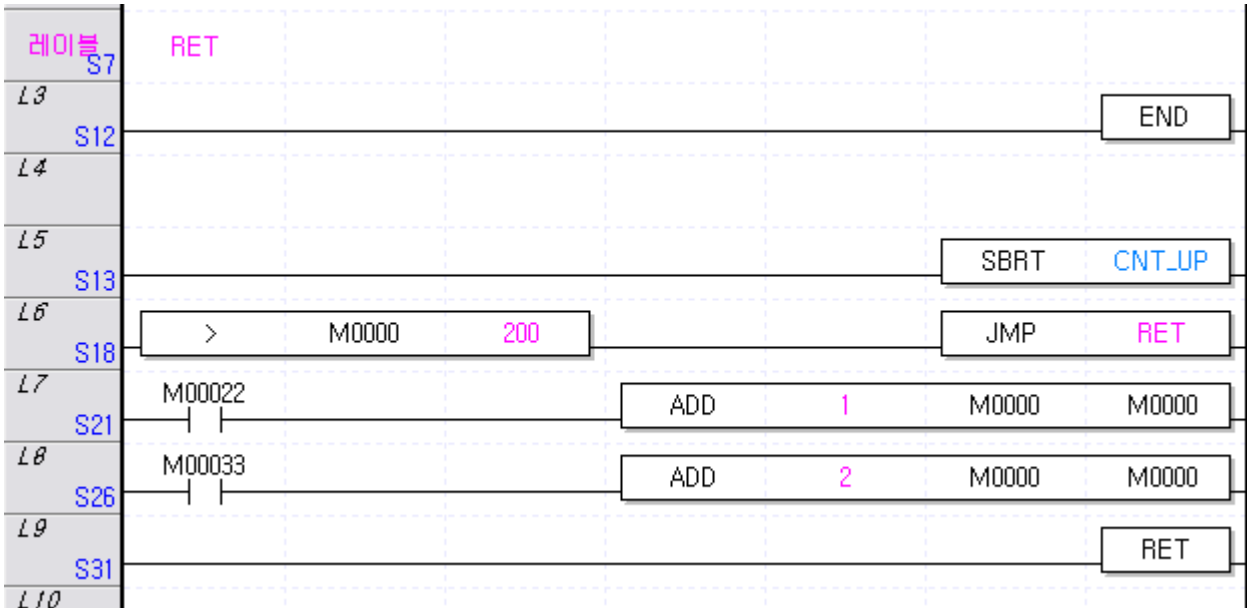 레이블 RET
S7
L3
END
S12
L4
L5
SBRT CNT_UP
S13
L6
> M0000 200 JMP RET
S18
L7
M00022
ADD 1 M0000 M0000
S21
L8
M00033
ADD 2 M0000 M0000
S26
L9
RET
S31
L10